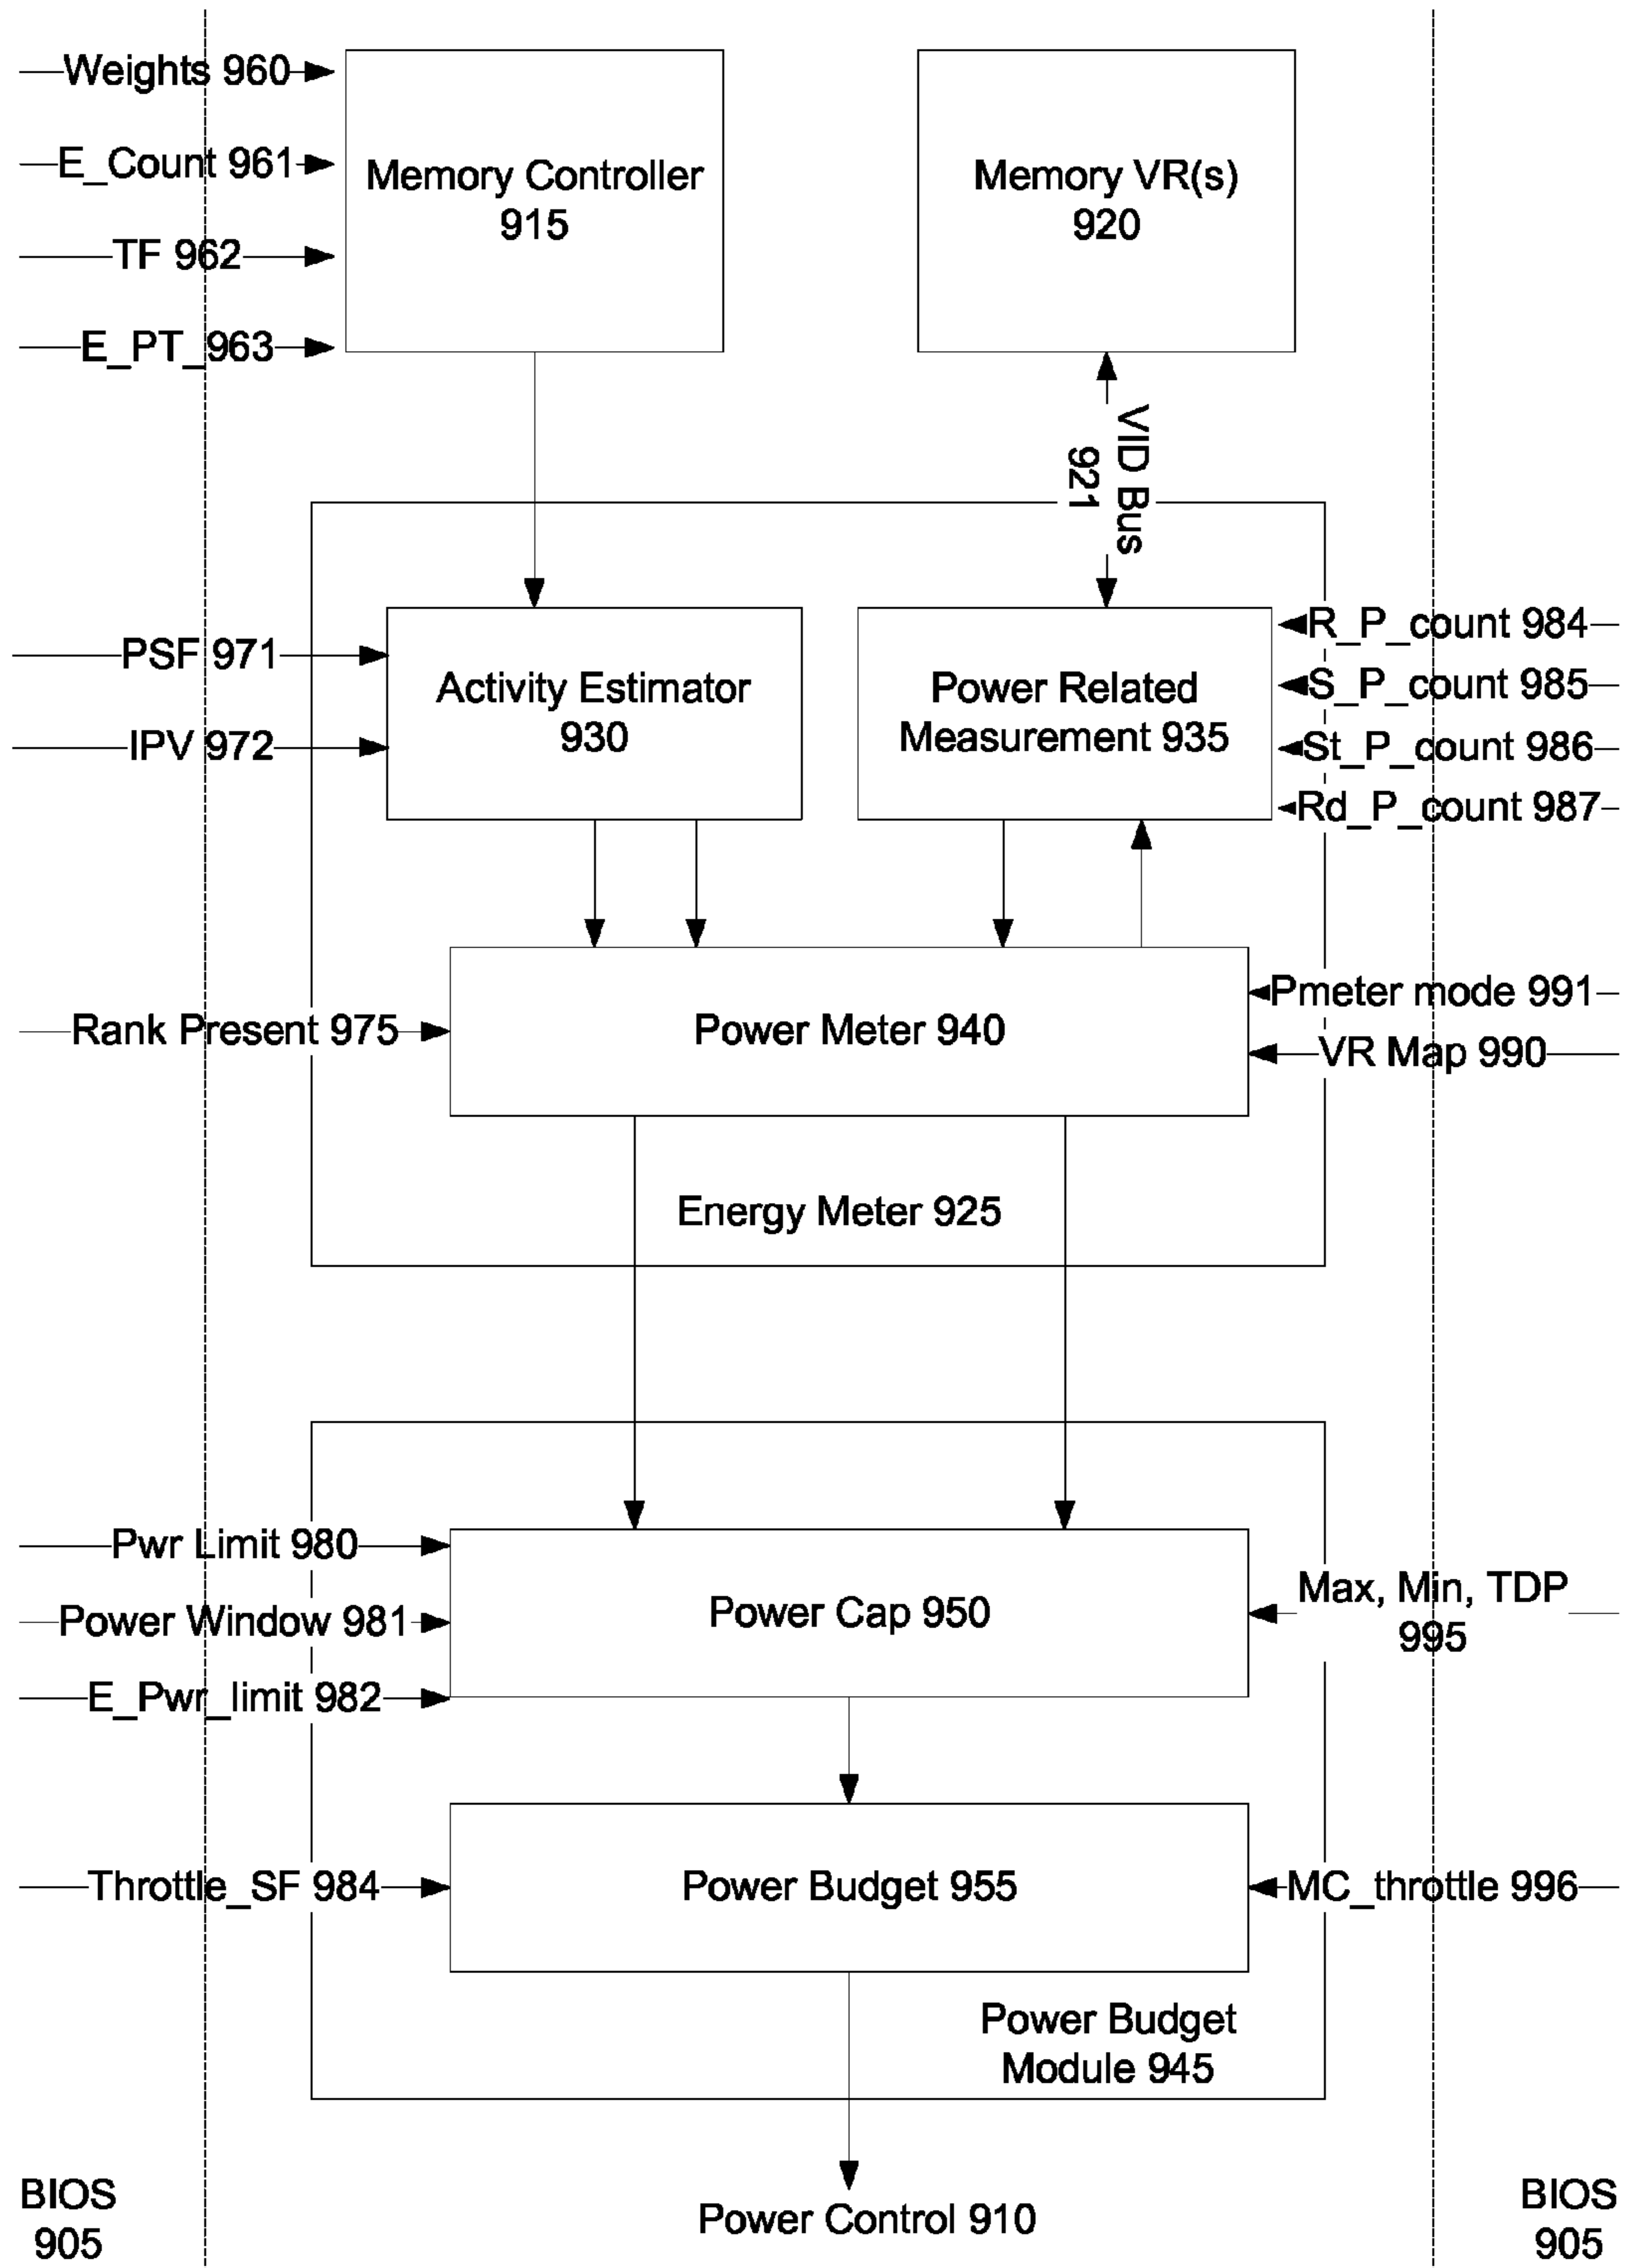 Weights 960
E_Count 961
TF 962
E_PT_963
Memory Controller
915
Memory VR(s)
920
VID Bus
921
PSF 971
IPV 972
Activity Estimator
930
Power Related
Measurement 935
R_P_count 984
S_P_count 985
St_P_count 986
Rd_P_count 987
Rank Present 975
Power Meter 940
Pmeter mode 991
VR Map 990
Energy Meter 925
Pwr Limit 980
Power Window 981
E_Pwr_limit 982
Power Cap 950
Max, Min, TDP
995
Throttle_SF 984
Power Budget 955
MC_throttle 996
Power Budget
Module 945
BIOS
905
Power Control 910
BIOS
905